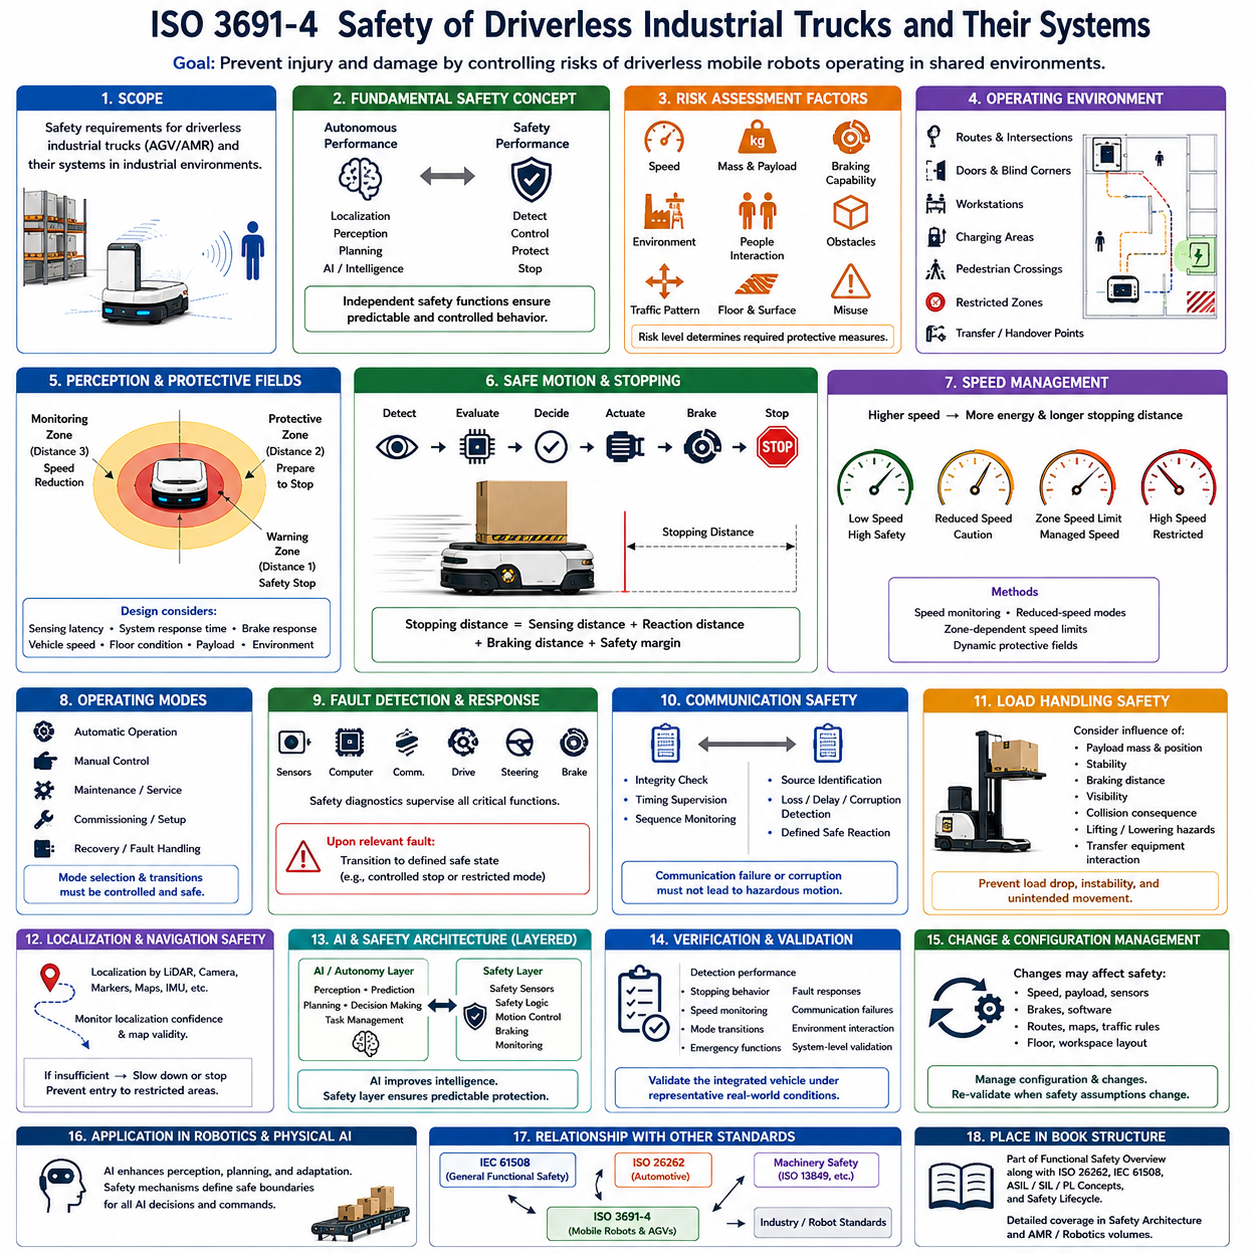 ISO 3691-4 Safety of Driverless Industrial Trucks and Their Systems
Goal: Prevent injury and damage by controlling risks of driverless mobile robots operating in shared environments.
1. SCOPE
Safety requirements for driverless
industrial trucks (AGV/AMR) and
their systems in industrial environments.
2. FUNDAMENTAL SAFETY CONCEPT
Autonomous
Performance
Localization
Perception
Planning
AI / Intelligence
Safety
Performance
Detect
Control
Protect
Stop
Independent safety functions ensure
predictable and controlled behavior.
3. RISK ASSESSMENT FACTORS
Speed
kg
Mass & Payload
Braking
Capability
Environment
People
Interaction
Obstacles
Traffic Pattern
Floor & Surface
Misuse
Risk level determines required protective measures.
4. OPERATING ENVIRONMENT
Routes & Intersections
Doors & Blind Corners
Workstations
Charging Areas
Pedestrian Crossings
Restricted Zones
Transfer / Handover Points
5. PERCEPTION & PROTECTIVE FIELDS
Monitoring
Zone
(Distance 3)
Speed
Reduction
Protective
Zone
(Distance 2)
Prepare
to Stop
Warning
Zone
(Distance 1)
Safety Stop
Design considers:
Sensing latency • System response time • Brake response
Vehicle speed • Floor condition • Payload • Environment
6. SAFE MOTION & STOPPING
Detect
Evaluate
Decide
Actuate
Brake
Stop
STOP
Stopping Distance
Stopping distance = Sensing distance + Reaction distance
+ Braking distance + Safety margin
7. SPEED MANAGEMENT
Higher speed → More energy & longer stopping distance
Low Speed
High Safety
Reduced Speed
Caution
Zone Speed Limit
Managed Speed
High Speed
Restricted
Methods
Speed monitoring • Reduced-speed modes
Zone-dependent speed limits
Dynamic protective fields
8. OPERATING MODES
Automatic Operation
Manual Control
Maintenance / Service
Commissioning / Setup
Recovery / Fault Handling
Mode selection & transitions
must be controlled and safe.
9. FAULT DETECTION & RESPONSE
Sensors
Computer
Comm.
Drive
Steering
Brake
Safety diagnostics supervise all critical functions.
Upon relevant fault:
Transition to defined safe state
(e.g., controlled stop or restricted mode)
10. COMMUNICATION SAFETY
• Integrity Check
• Timing Supervision
• Sequence Monitoring
• Source Identification
• Loss / Delay / Corruption
Detection
• Defined Safe Reaction
Communication failure or corruption
must not lead to hazardous motion.
11. LOAD HANDLING SAFETY
Consider influence of:
• Payload mass & position
• Stability
• Braking distance
• Visibility
• Collision consequence
• Lifting / Lowering hazards
• Transfer equipment
interaction
Prevent load drop, instability, and
unintended movement.
12. LOCALIZATION & NAVIGATION SAFETY
Localization by LiDAR, Camera,
Markers, Maps, IMU, etc.
Monitor localization confidence
& map validity.
If insufficient → Slow down or stop
Prevent entry to restricted areas.
13. AI & SAFETY ARCHITECTURE (LAYERED)
AI / Autonomy Layer
Perception • Prediction
Planning • Decision Making
Task Management
Safety Layer
Safety Sensors
Safety Logic
Motion Control
Braking
Monitoring
AI improves intelligence.
Safety layer ensures predictable protection.
14. VERIFICATION & VALIDATION
Detection performance
• Stopping behavior
• Speed monitoring
• Mode transitions
• Emergency functions
Fault responses
Communication failures
Environment interaction
System-level validation
Validate the integrated vehicle under
representative real-world conditions.
15. CHANGE & CONFIGURATION MANAGEMENT
Changes may affect safety:
• Speed, payload, sensors
• Brakes, software
• Routes, maps, traffic rules
• Floor, workspace layout
Manage configuration & changes.
Re-validate when safety assumptions change.
16. APPLICATION IN ROBOTICS & PHYSICAL AI
AI enhances perception, planning, and adaptation.
Safety mechanisms define safe boundaries
for all AI decisions and commands.
17. RELATIONSHIP WITH OTHER STANDARDS
IEC 61508
(General Functional Safety)
ISO 26262
(Automotive)
Machinery Safety
(ISO 13849, etc.)
ISO 3691-4
(Mobile Robots & AGVs)
Industry / Robot Standards
18. PLACE IN BOOK STRUCTURE
Part of Functional Safety Overview
along with ISO 26262, IEC 61508,
ASIL / SIL / PL Concepts,
and Safety Lifecycle.
Detailed coverage in Safety Architecture
and AMR / Robotics volumes.